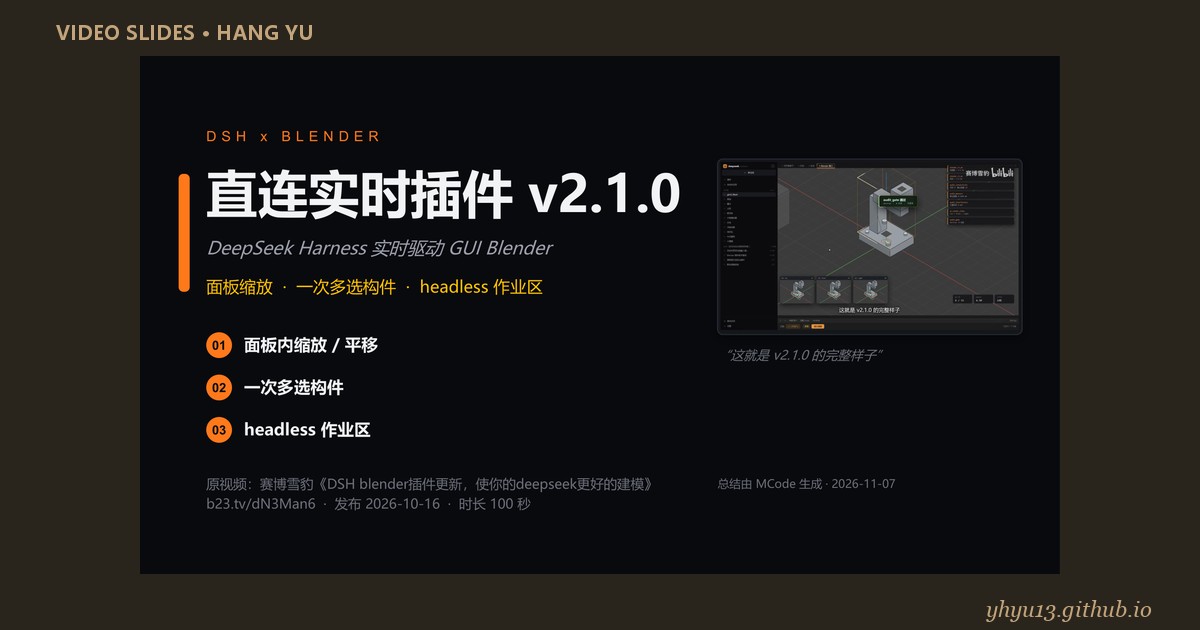 VIDEO SLIDES • HANG YU
DSH x BLENDER
直连实时插件 v2.1.0
DeepSeek Harness 实时驱动 GUI Blender
面板缩放 · 一次多选构件 · headless 作业区
01 面板内缩放 / 平移
02 一次多选构件
03 headless 作业区
赛博雪豹 bilibili
这就是 v2.1.0 的完整样子
“这就是 v2.1.0 的完整样子”
原视频：赛博雪豹《DSH blender插件更新，使你的deepseek更好的建模》
b23.tv/dN3Man6 · 发布 2026-10-16 · 时长 100 秒
总结由 MCode 生成 · 2026-11-07
yhyu13.github.io